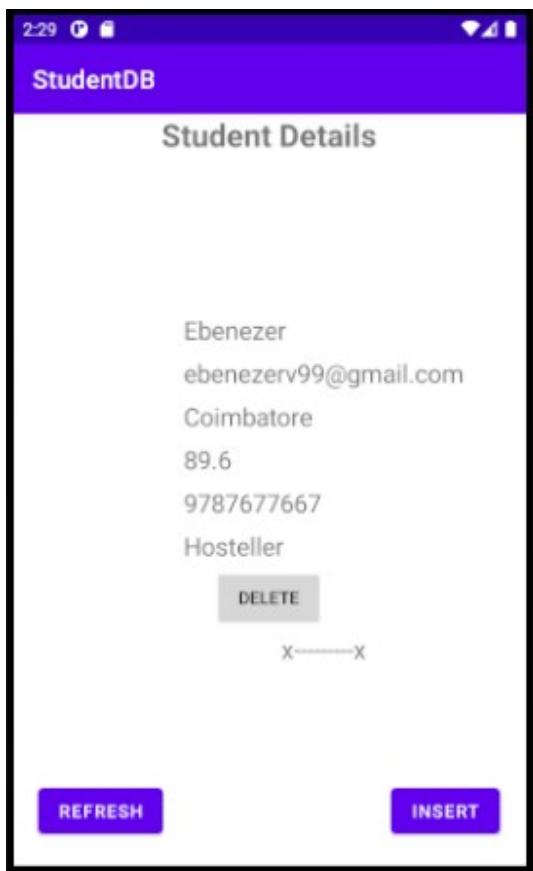 2:29
StudentDB
Student Details
Ebenezer
ebenezerv99@gmail.com
Coimbatore
89.6
9787677667
Hosteller
DELETE
x---------x
REFRESH
INSERT